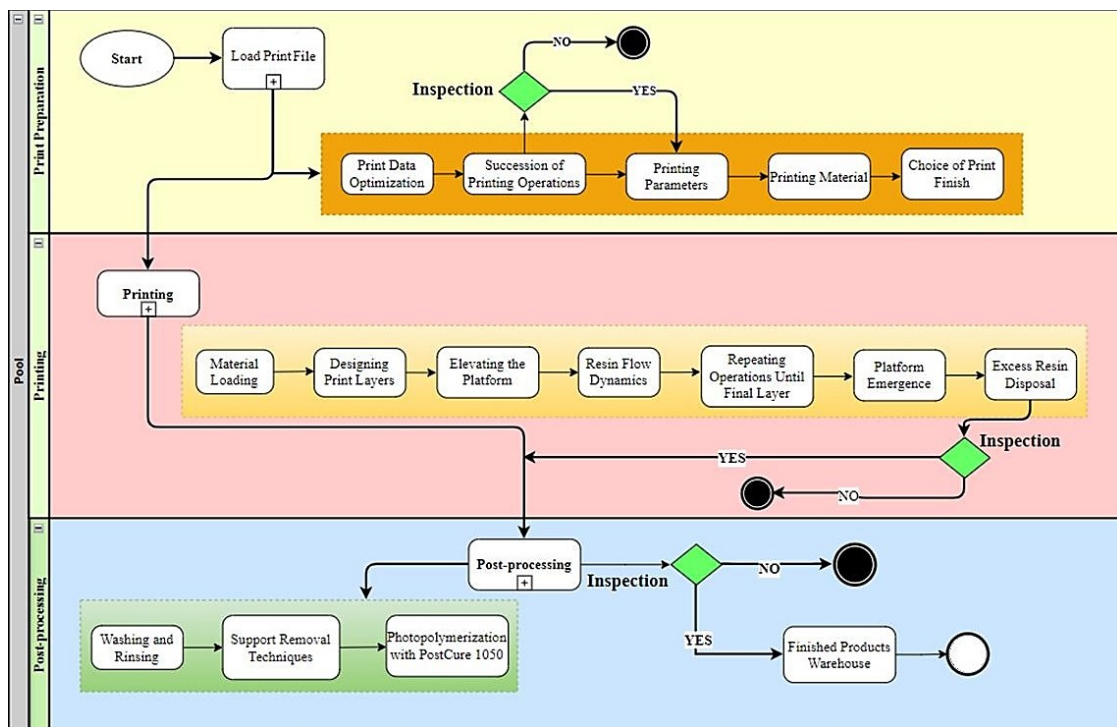 Pool
Print Preparation
Start
Load Print File
+
Inspection
NO
YES
Print Data
Optimization
Succession of
Printing Operations
Printing
Parameters
Printing Material
Choice of Print
Finish
Printing
Printing
+
Material
Loading
Designing
Print Layers
Elevating the
Platform
Resin Flow
Dynamics
Repeating
Operations Until
Final Layer
Platform
Emergence
Excess Resin
Disposal
Inspection
YES
NO
Post-processing
Post-processing
+
Inspection
NO
YES
Washing and
Rinsing
Support Removal
Techniques
Photopolymerization
with PostCure 1050
Finished Products
Warehouse